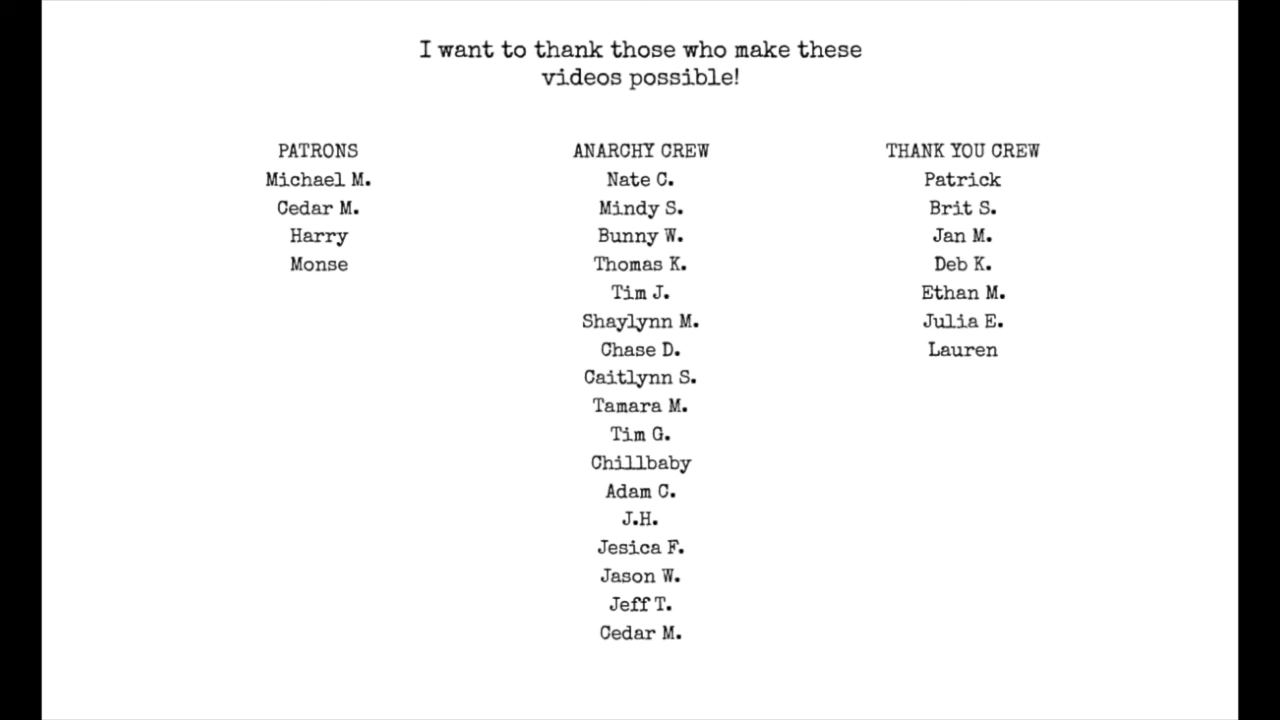 I want to thank those who make these
videos possible!
PATRONS
Michael M.
Cedar M.
Harry
Monse
ANARCHY CREW
Nate C.
Mindy S.
Bunny W.
Thomas K.
Tim J.
Shaylynn M.
Chase D.
Caitlynn S.
Tamara M.
Tim G.
Chillbaby
Adam C.
J.H.
Jesica F.
Jason W.
Jeff T.
Cedar M.
THANK YOU CREW
Patrick
Brit S.
Jan M.
Deb K.
Ethan M.
Julia E.
Lauren